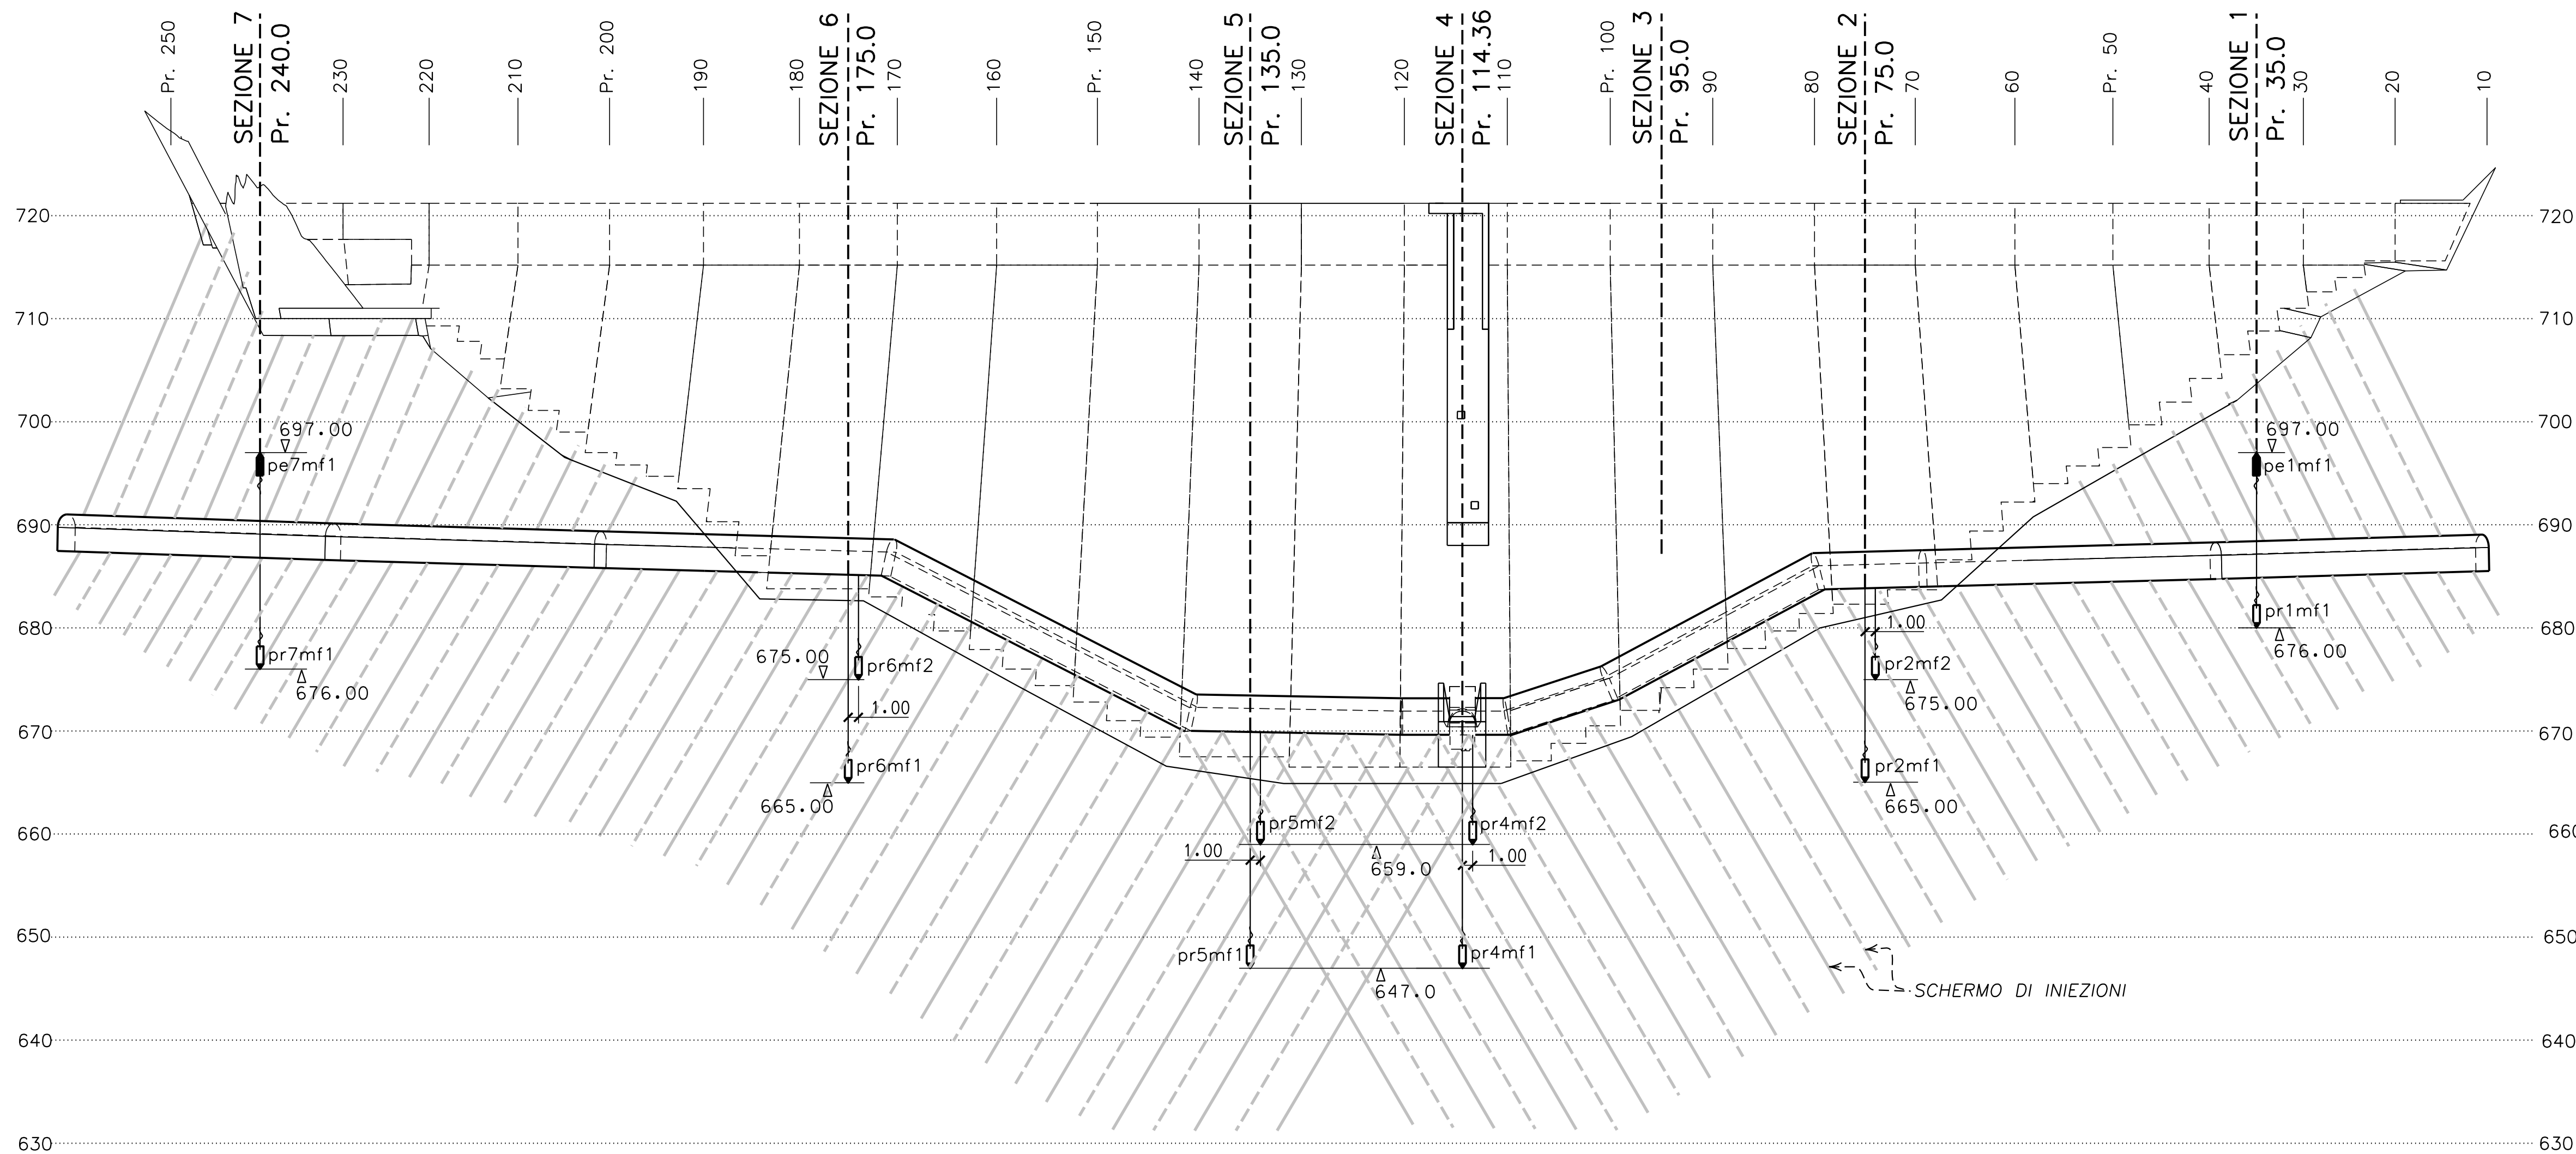 Pr. 250
SEZIONE 7
Pr. 240.0
230
220
210
Pr. 200
190
180
SEZIONE 6
Pr. 175.0
170
160
Pr. 150
140
SEZIONE 5
Pr. 135.0
130
120
SEZIONE 4
Pr. 114.36
110
Pr. 100
SEZIONE 3
Pr. 95.0
90
80
SEZIONE 2
Pr. 75.0
70
60
Pr. 50
40
SEZIONE 1
Pr. 35.0
30
20
10
720
720
710
710
700
700
697.00
697.00
pe7mf1
pe1mf1
690
690
680
680
pr1mf1
1.00
676.00
pr7mf1
675.00
pr6mf2
pr2mf2
676.00
675.00
1.00
670
670
pr6mf1
pr2mf1
665.00
665.00
660
660
pr5mf2
pr4mf2
1.00
1.00
659.0
650
650
pr5mf1
pr4mf1
647.0
SCHERMO DI INIEZIONI
640
640
630
630